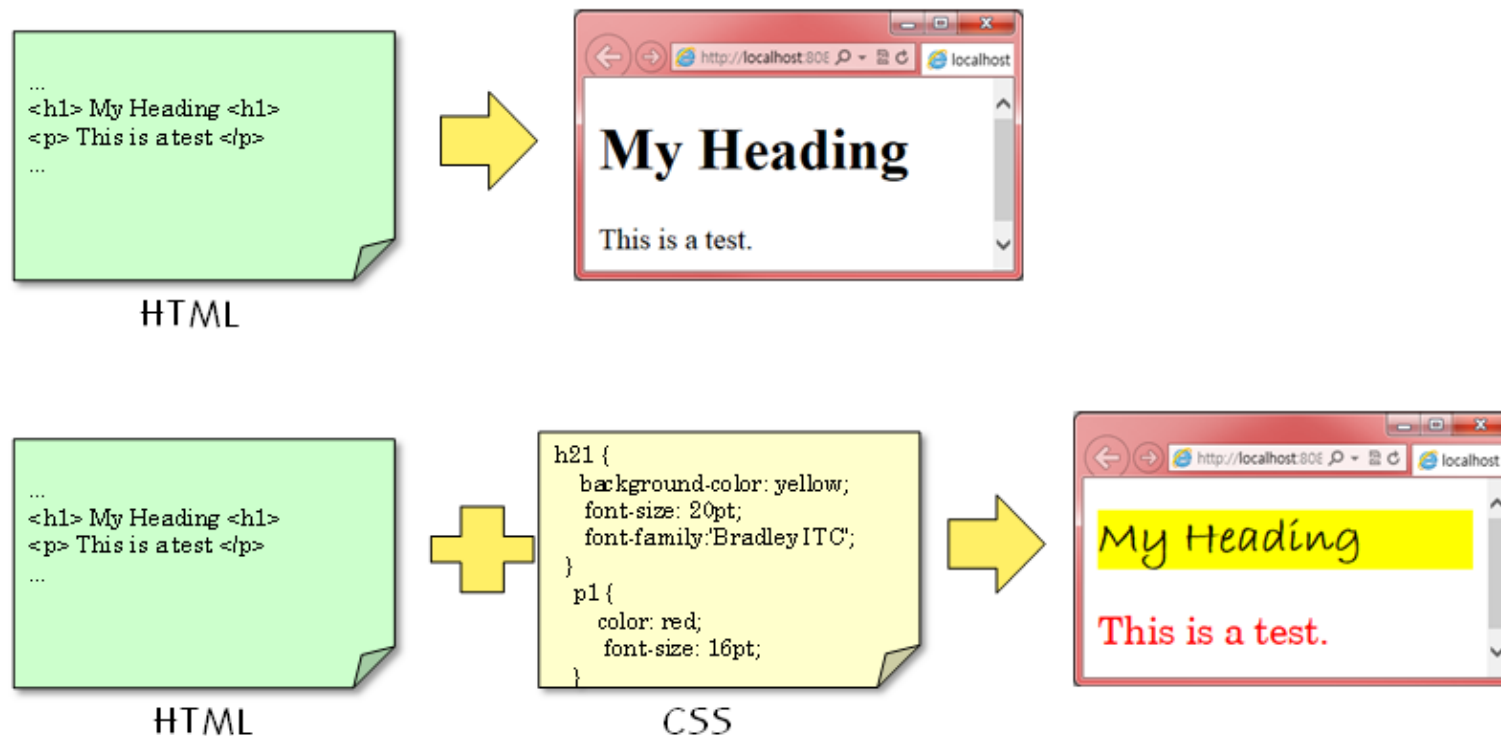 ...
<h1> My Heading <h1>
<p> This is a test </p>
...
HTML
http://localhost:808
localhost
My Heading
This is a test.
...
<h1> My Heading <h1>
<p> This is a test </p>
...
HTML
h21 {
background-color: yellow;
font-size: 20pt;
font-family:'Bradley ITC';
}
p1 {
color: red;
font-size: 16pt;
}
CSS
http://localhost:808
localhost
My Heading
This is a test.